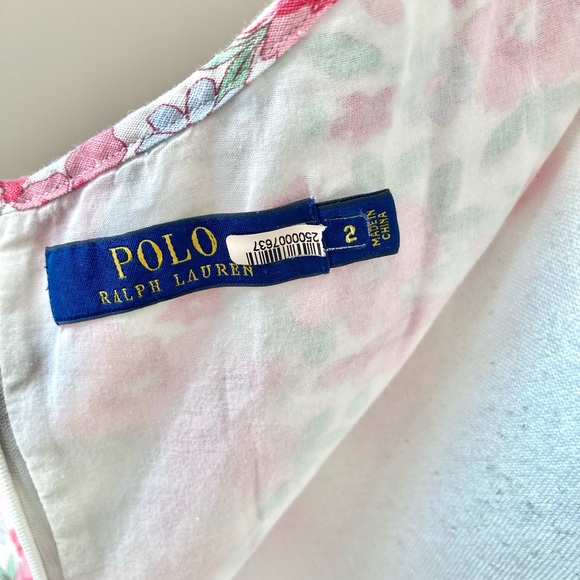 POLO
RALPH LAUREN
2500007637
2
MADE IN
CHINA